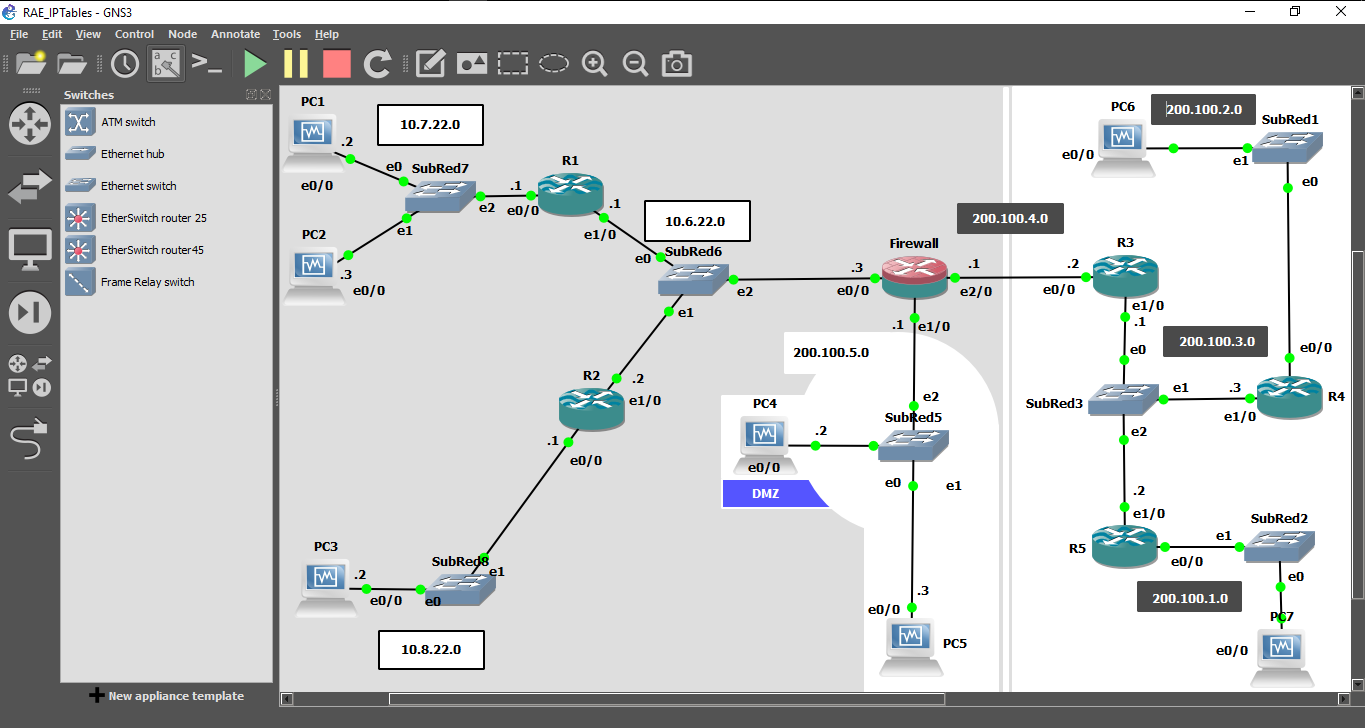 RAE_IPTables - GNS3
File Edit View Control Node Annotate Tools Help
Switches
ATM switch
Ethernet hub
Ethernet switch
EtherSwitch router 25
EtherSwitch router45
Frame Relay switch
New appliance template
PC1
.2
e0/0
10.7.22.0
e0
SubRed7
e2
e1
PC2
.3
e0/0
R1
.1
e0/0
.1
e1/0
10.6.22.0
e0
SubRed6
e2
e1
R2
.2
e1/0
.1
e0/0
PC3
.2
e0/0
SubRed8
e1
e0
10.8.22.0
Firewall
.3
e0/0
.1
e2/0
.1
e1/0
200.100.4.0
200.100.5.0
PC4
.2
e0/0
DMZ
e2
SubRed5
e0
e1
.3
e0/0
PC5
PC6
200.100.2.0
e0/0
SubRed1
e1
e0
R3
.2
e0/0
e1/0
.1
200.100.3.0
e0
SubRed3
e1
e2
.3
e1/0
e0/0
R4
.2
e1/0
R5
e0/0
SubRed2
e1
e0
200.100.1.0
PC7
e0/0